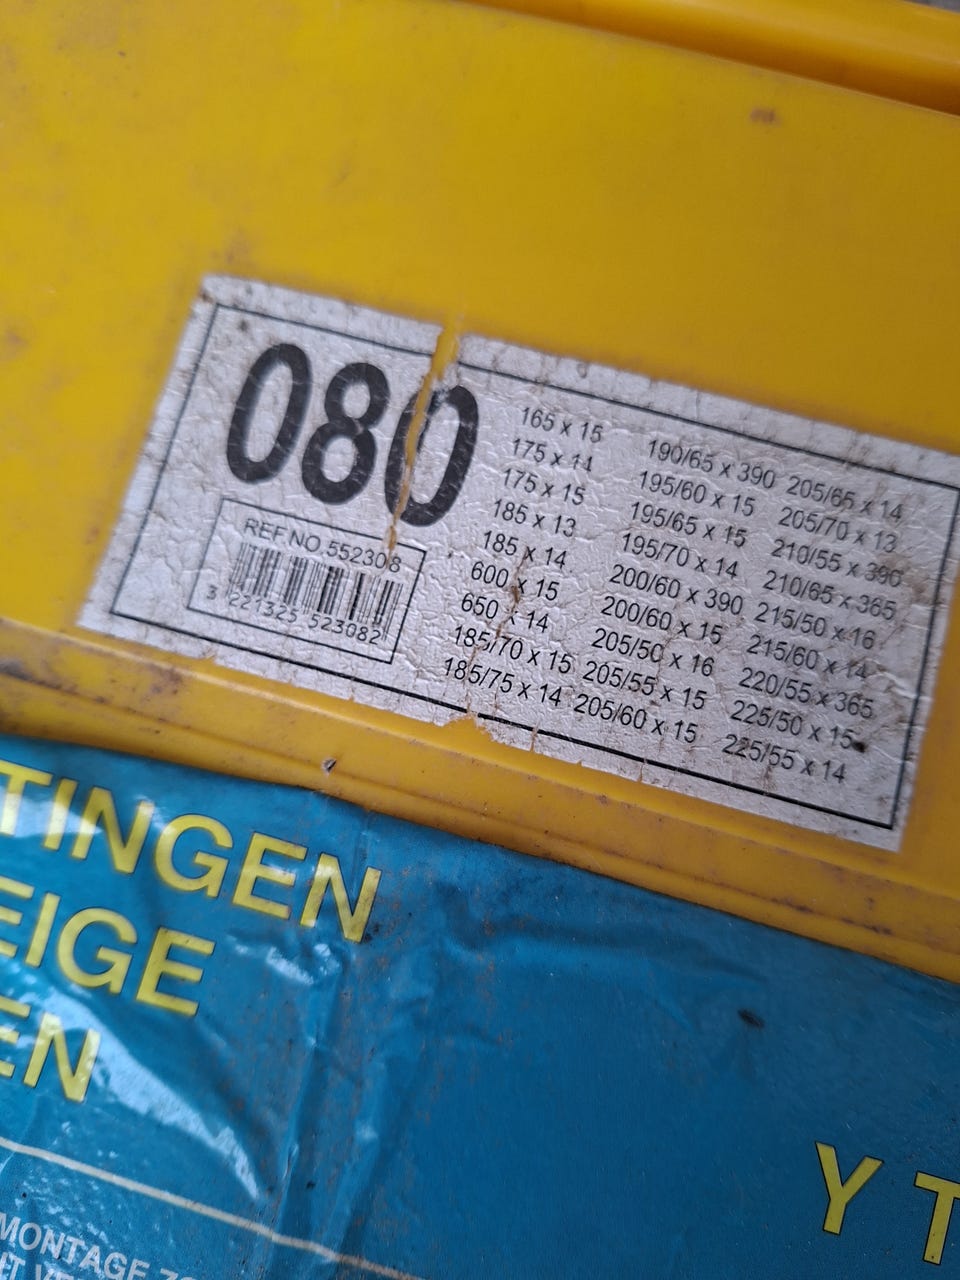 080
REF.NO.552308
3 221325 523082
165 x 15
175 x 14
175 x 15
185 x 13
185 x 14
600 x 15
650 x 14
185/70 x 15
185/75 x 14
190/65 x 390
195/60 x 15
195/65 x 15
195/70 x 14
200/60 x 390
200/60 x 15
205/50 x 16
205/55 x 15
205/60 x 15
205/65 x 14
205/70 x 13
210/55 x 390
210/65 x 365
215/50 x 16
215/60 x 14
220/55 x 365
225/50 x 15
225/55 x 14
TINGEN
EIGE
EN
Y T
MONTAGE